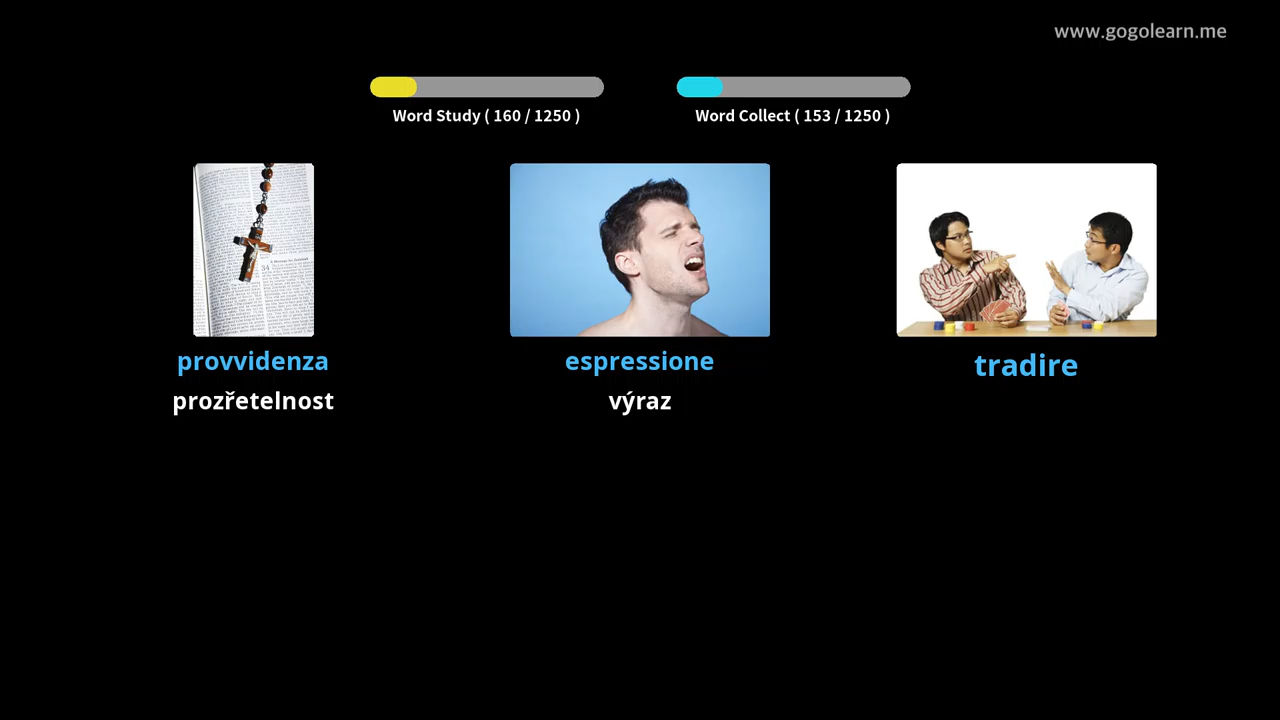 www.gogolearn.me
Word Study ( 160 / 1250 )
Word Collect ( 153 / 1250 )
provvidenza
prozřetelnost
espressione
výraz
tradire